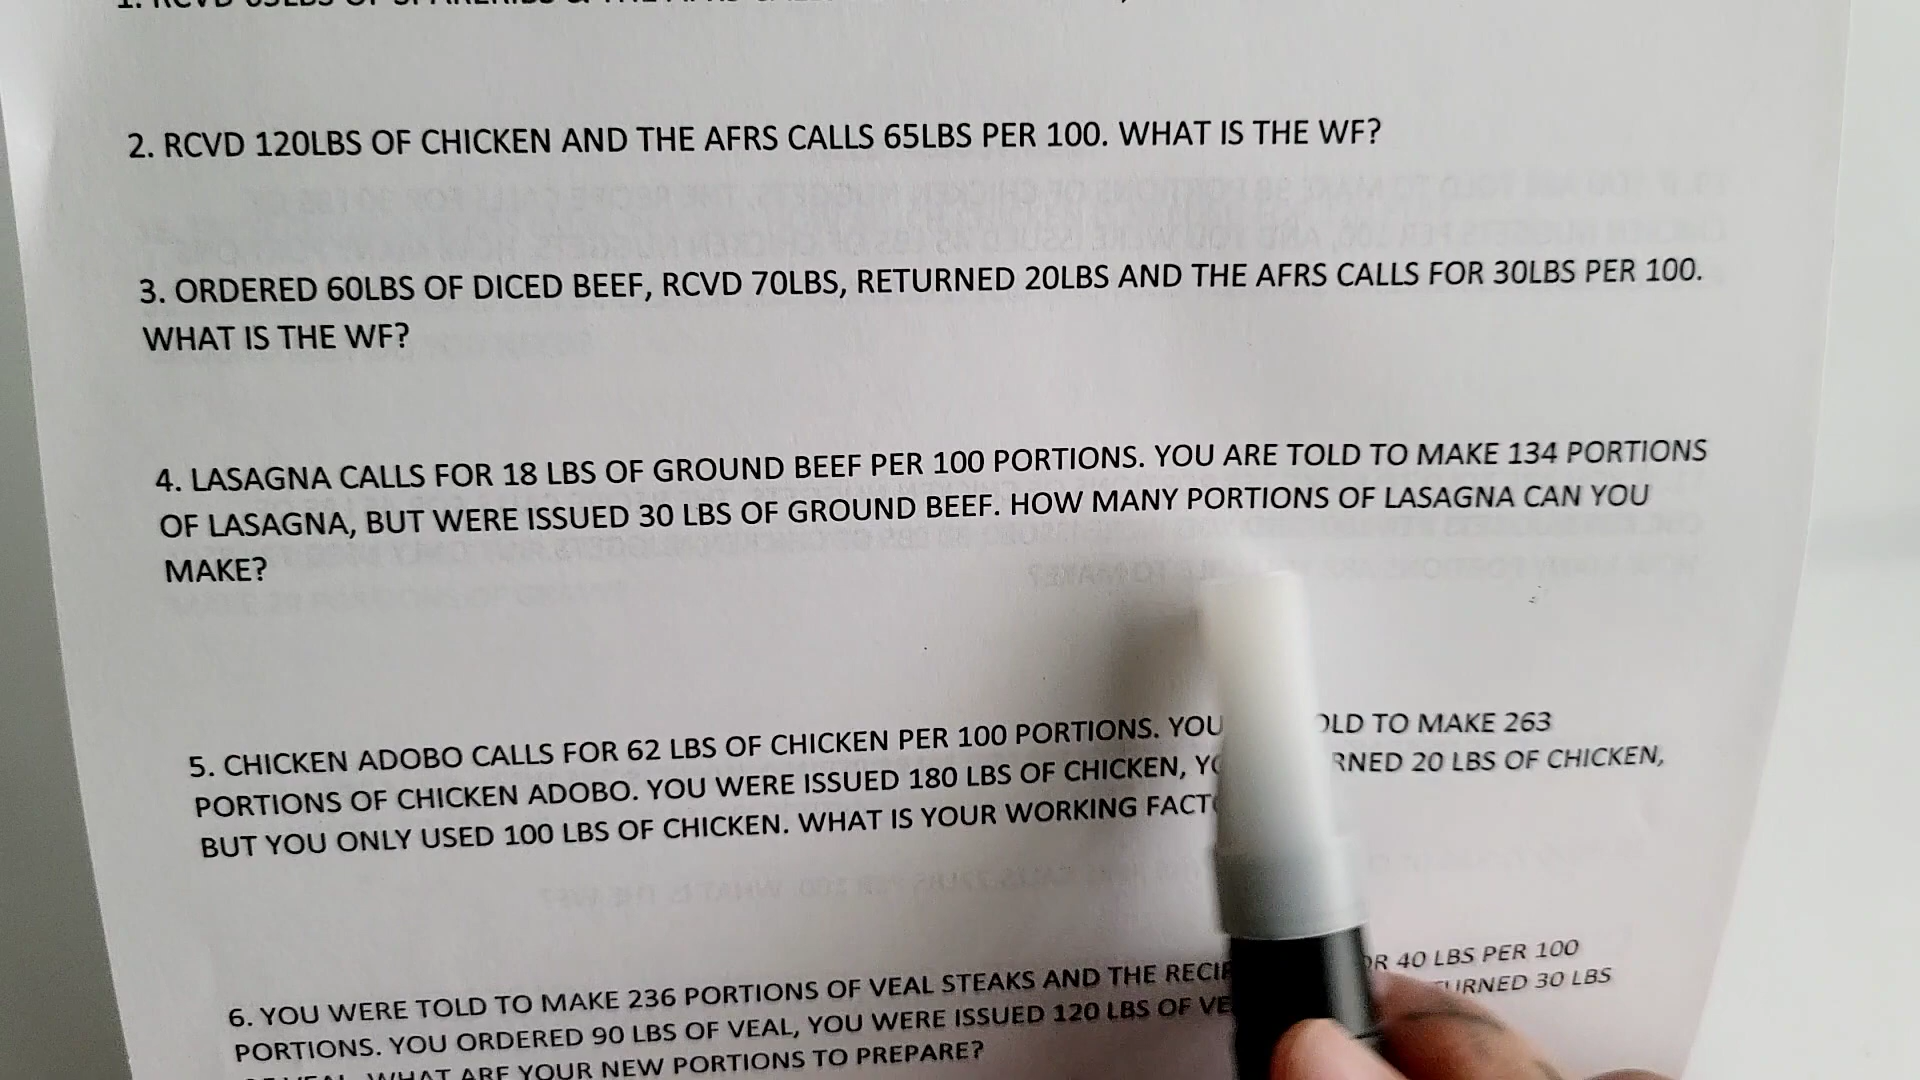 2. RCVD 120LBS OF CHICKEN AND THE AFRS CALLS 65LBS PER 100. WHAT IS THE WF?
3. ORDERED 60LBS OF DICED BEEF, RCVD 70LBS, RETURNED 20LBS AND THE AFRS CALLS FOR 30LBS PER 100.
WHAT IS THE WF?
4. LASAGNA CALLS FOR 18 LBS OF GROUND BEEF PER 100 PORTIONS. YOU ARE TOLD TO MAKE 134 PORTIONS
OF LASAGNA, BUT WERE ISSUED 30 LBS OF GROUND BEEF. HOW MANY PORTIONS OF LASAGNA CAN YOU
MAKE?
5. CHICKEN ADOBO CALLS FOR 62 LBS OF CHICKEN PER 100 PORTIONS. YOU TO MAKE 263
PORTIONS OF CHICKEN ADOBO. YOU WERE ISSUED 180 LBS OF CHICKEN, 20 LBS OF CHICKEN,
BUT YOU ONLY USED 100 LBS OF CHICKEN. WHAT IS YOUR WORKING
6. YOU WERE TOLD TO MAKE 236 PORTIONS OF VEAL STEAKS AND THE 40 LBS PER 100
PORTIONS. YOU ORDERED 90 LBS OF VEAL, YOU WERE ISSUED 120 LBS OF 30 LBS
WHAT ARE YOUR NEW PORTIONS TO PREPARE?